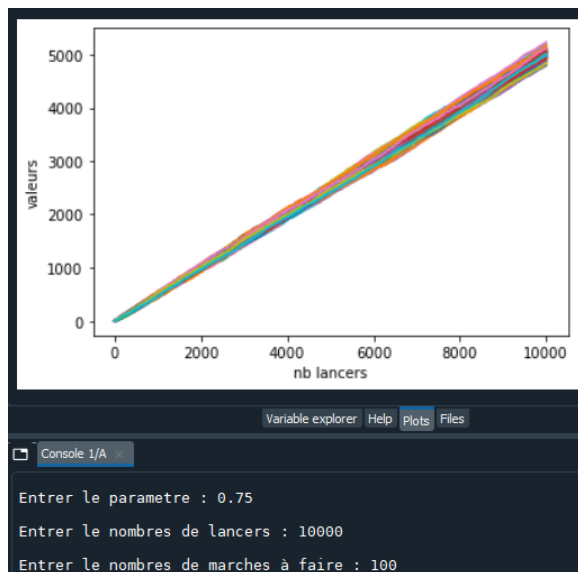 5000
4000
valeurs
3000
2000
1000
0
0 2000 4000 6000 8000 10000
nb lancers
Variable explorer Help Plots Files
Console 1/A ×
Entrer le parametre : 0.75
Entrer le nombres de lancers : 10000
Entrer le nombres de marches à faire : 100